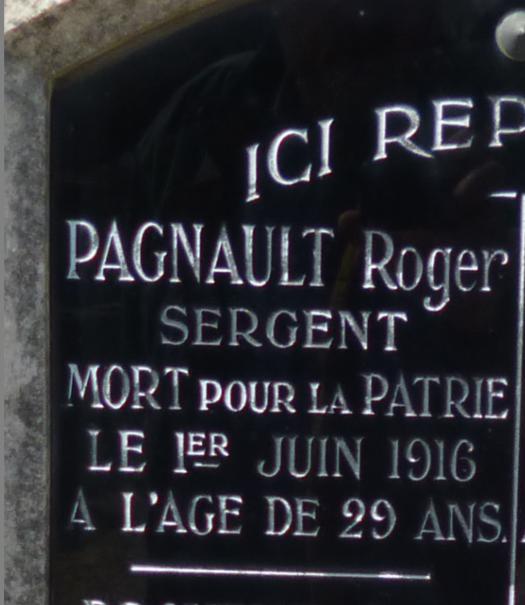 ICI REP
PAGNAULT Roger
SERGENT
MORT POUR LA PATRIE
LE 1ER JUIN 1916
A L'AGE DE 29 ANS.